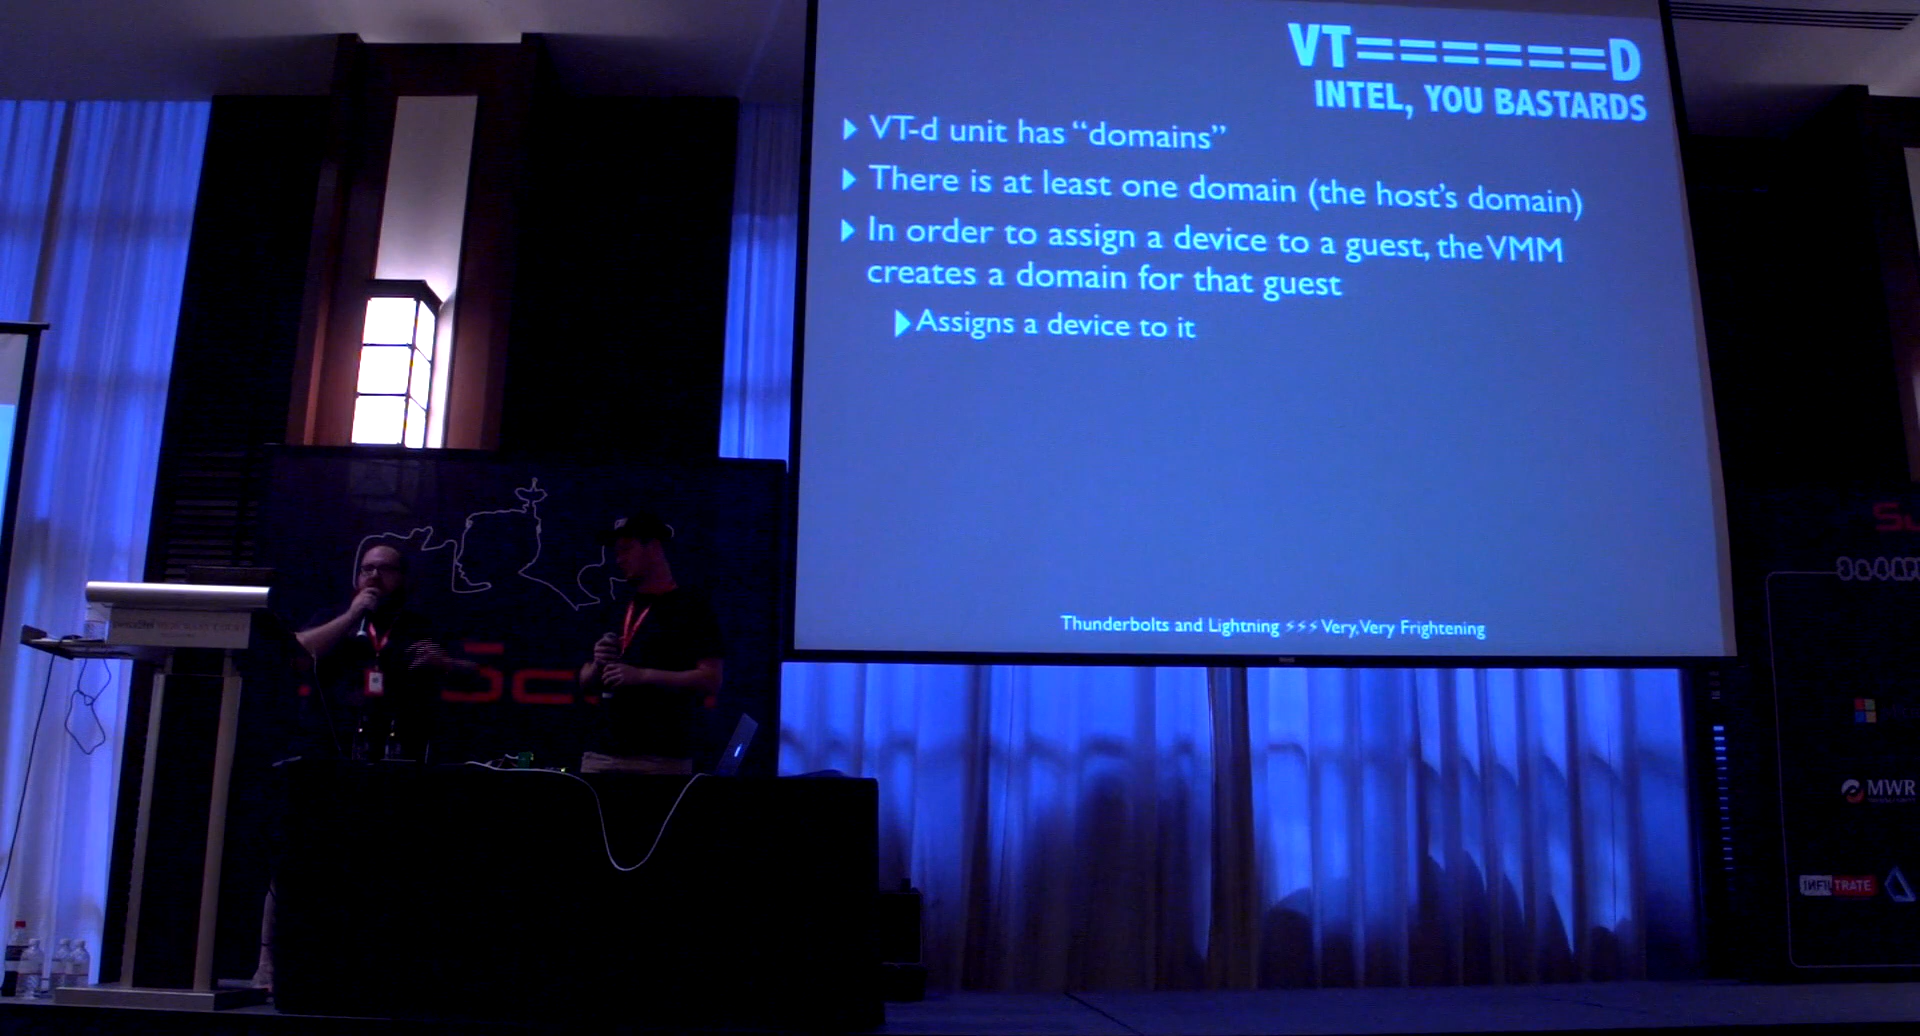 VT======D
INTEL, YOU BASTARDS
VT-d unit has “domains”
There is at least one domain (the host’s domain)
In order to assign a device to a guest, the VMM
creates a domain for that guest
Assigns a device to it
Thunderbolts and Lightning ⚡⚡⚡ Very, Very Frightening
MWR
INFILTRATE